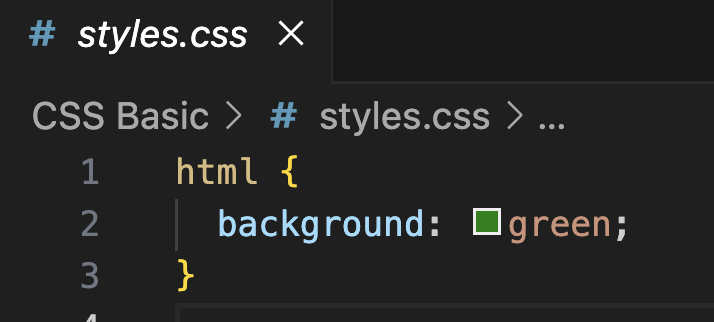 # styles.css ×
CSS Basic > # styles.css > ...
1 html {
2 background: green;
3 }
4